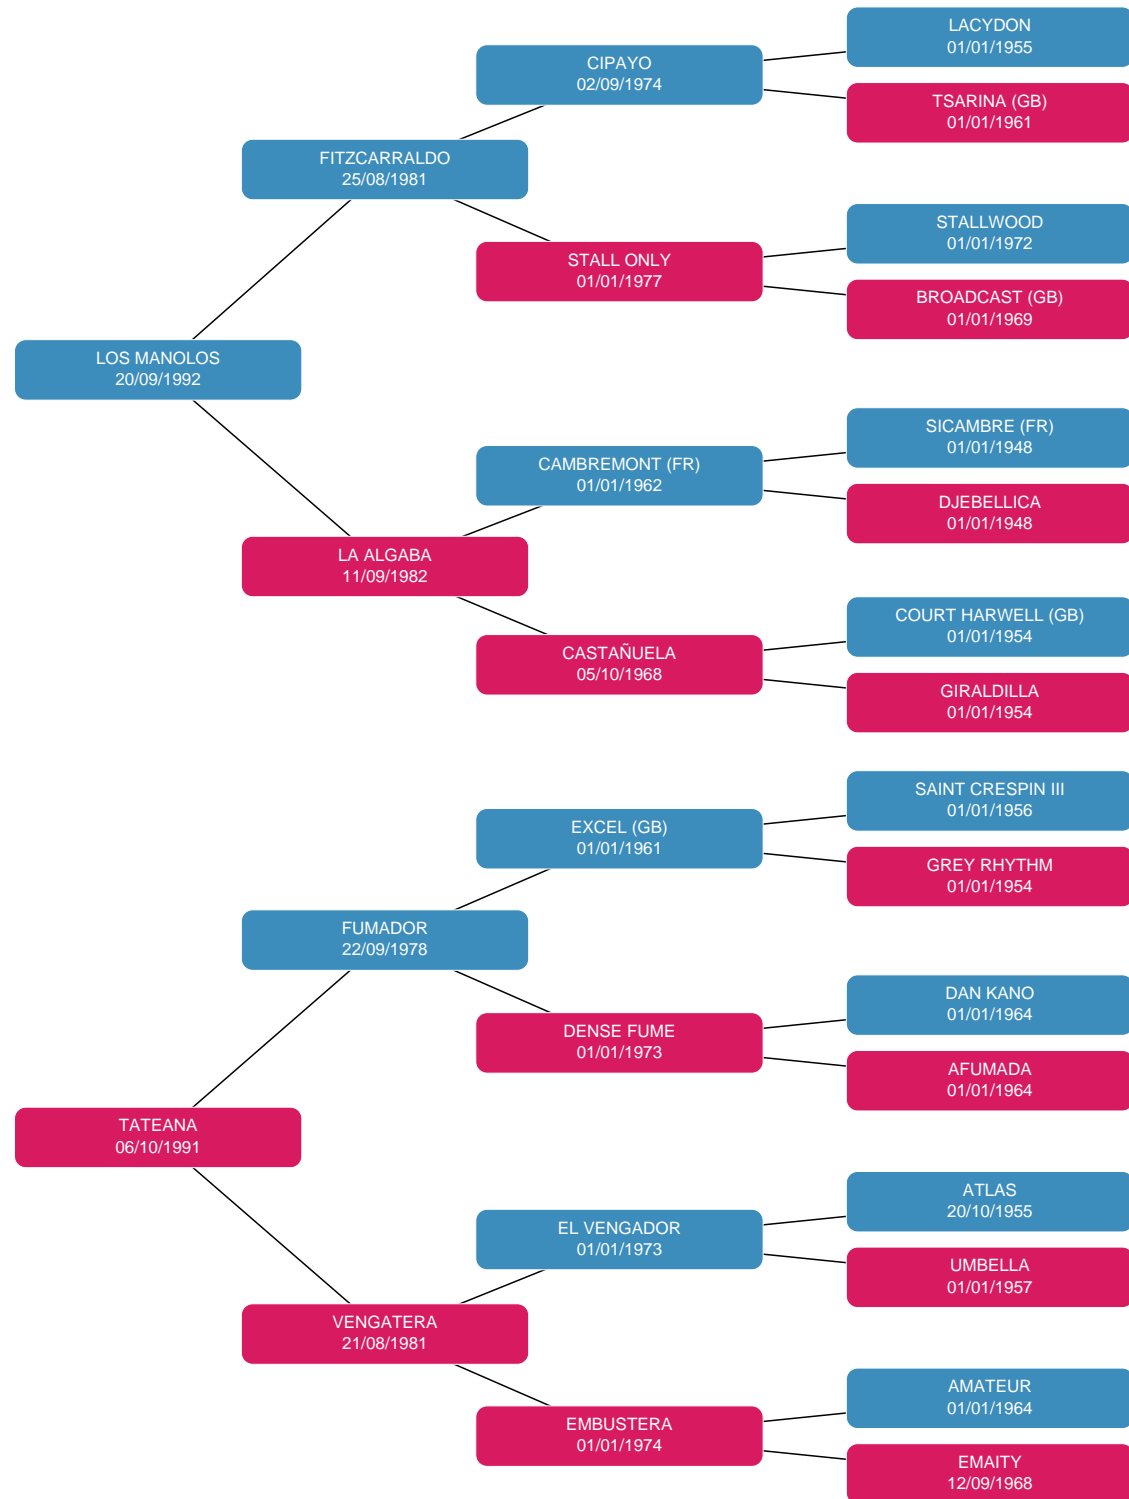 LACYDON
01/01/1955
CIPAYO
02/09/1974
TSARINA (GB)
01/01/1961
FITZCARRALDO
25/08/1981
STALLWOOD
01/01/1972
STALL ONLY
01/01/1977
BROADCAST (GB)
01/01/1969
LOS MANOLOS
20/09/1992
SICAMBRE (FR)
01/01/1948
CAMBREMONT (FR)
01/01/1962
DJEBELLICA
01/01/1948
LA ALGABA
11/09/1982
COURT HARWELL (GB)
01/01/1954
CASTAÑUELA
05/10/1968
GIRALDILLA
01/01/1954
SAINT CRESPIN III
01/01/1956
EXCEL (GB)
01/01/1961
GREY RHYTHM
01/01/1954
FUMADOR
22/09/1978
DAN KANO
01/01/1964
DENSE FUME
01/01/1973
AFUMADA
01/01/1964
TATEANA
06/10/1991
ATLAS
20/10/1955
EL VENGADOR
01/01/1973
UMBELLA
01/01/1957
VENGATERA
21/08/1981
AMATEUR
01/01/1964
EMBUSTERA
01/01/1974
EMAITY
12/09/1968